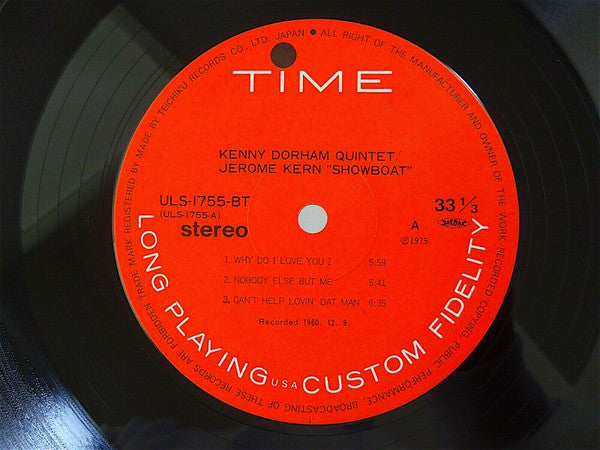 TRADE MARK REGISTERED BY MADE BY TEICHIKU RECORDS CO., LTD. JAPAN • ALL RIGHT OF THE MANUFACTURER AND OWNER OF THE WORK RECORDED COPYING, PUBLIC PERFORMANCE, BROADCASTING OF THESE RECORDS ARE FORBIDDEN
TIME
KENNY DORHAM QUINTET/
JEROME KERN "SHOWBOAT"
ULS-1755-BT
(ULS-1755-A)
stereo
33 1/3
A
Ⓟ1975
1. WHY DO I LOVE YOU ? 5:59
2. NOBODY ELSE BUT ME 5:41
3. CAN'T HELP LOVIN' DAT MAN 6:35
Recorded 1960. 12. 9.
LONG PLAYING USA CUSTOM FIDELITY